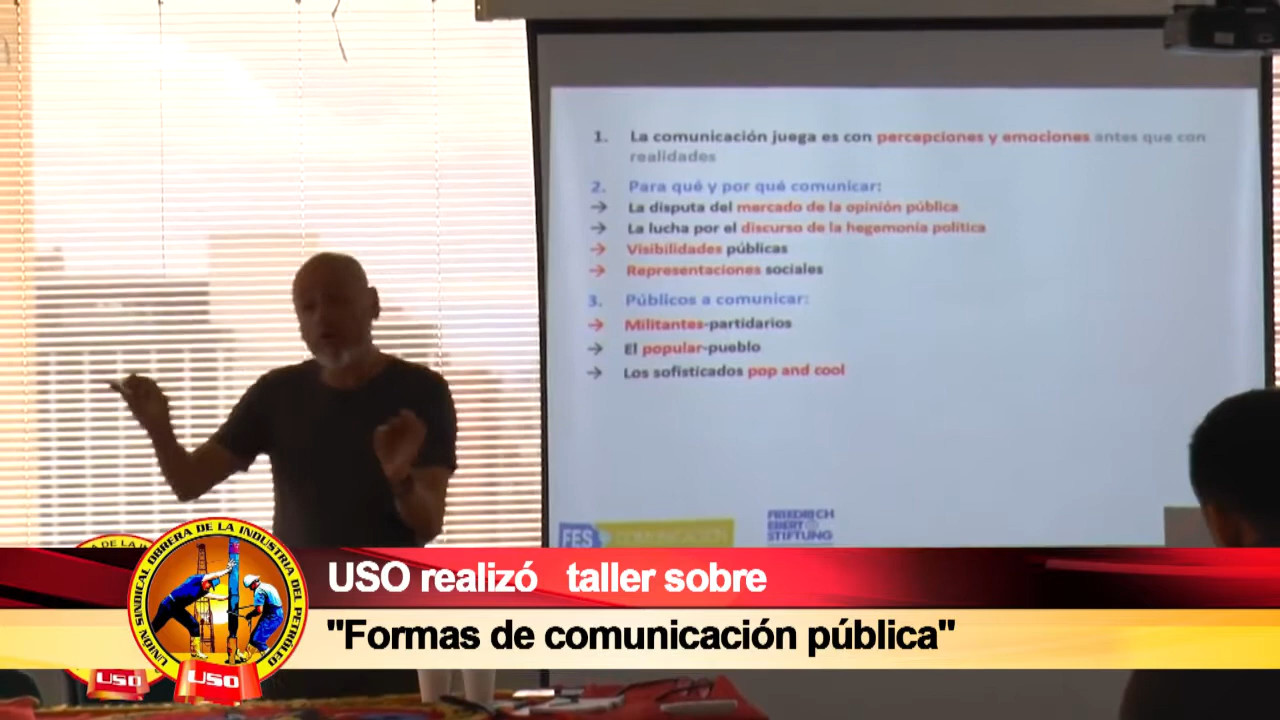 1. La comunicación juega es con percepciones y emociones antes que con
realidades
2. Para qué y por qué comunicar:
→ La disputa del mercado de la opinión pública
→ La lucha por el discurso de la hegemonía política
→ Visibilidades públicas
→ Representaciones sociales
3. Públicos a comunicar:
→ Militantes-partidarios
→ El popular-pueblo
→ Los sofisticados pop and cool
FES COMUNICACIÓN
FRIEDRICH
EBERT
STIFTUNG
UNIÓN SINDICAL OBRERA DE LA INDUSTRIA DEL PETRÓLEO
USO
USO
USO realizó taller sobre
"Formas de comunicación pública"